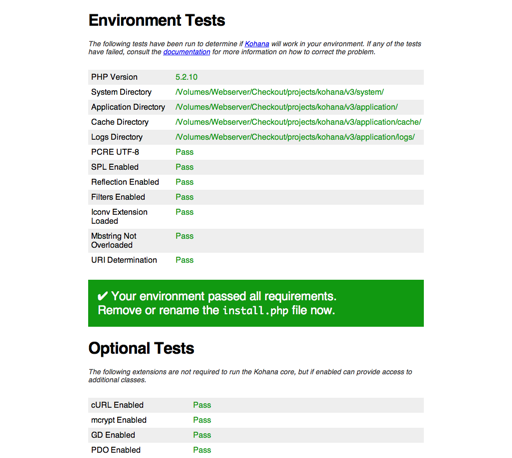 Environment Tests
The following tests have been run to determine if Kohana will work in your environment. If any of the tests
have failed, consult the documentation for more information on how to correct the problem.
PHP Version 5.2.10
System Directory /Volumes/Webserver/Checkout/projects/kohana/v3/system/
Application Directory /Volumes/Webserver/Checkout/projects/kohana/v3/application/
Cache Directory /Volumes/Webserver/Checkout/projects/kohana/v3/application/cache/
Logs Directory /Volumes/Webserver/Checkout/projects/kohana/v3/application/logs/
PCRE UTF-8 Pass
SPL Enabled Pass
Reflection Enabled Pass
Filters Enabled Pass
Iconv Extension Pass
Loaded
Mbstring Not Pass
Overloaded
URI Determination Pass
✔ Your environment passed all requirements.
Remove or rename the install.php file now.
Optional Tests
The following extensions are not required to run the Kohana core, but if enabled can provide access to
additional classes.
cURL Enabled Pass
mcrypt Enabled Pass
GD Enabled Pass
PDO Enabled Pass